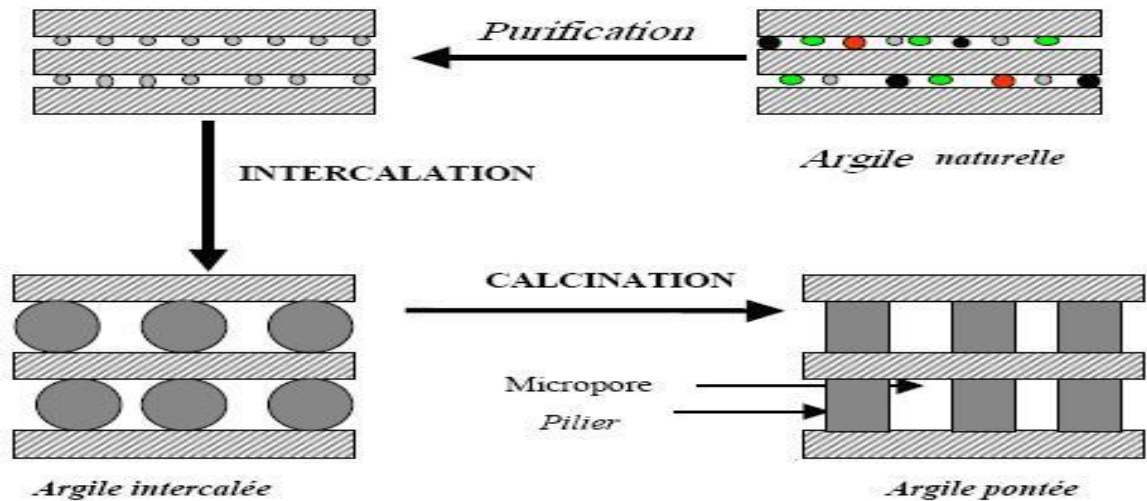 Purification
Argile naturelle
INTERCALATION
CALCINATION
Micropore
Pilier
Argile intercalée
Argile pontée